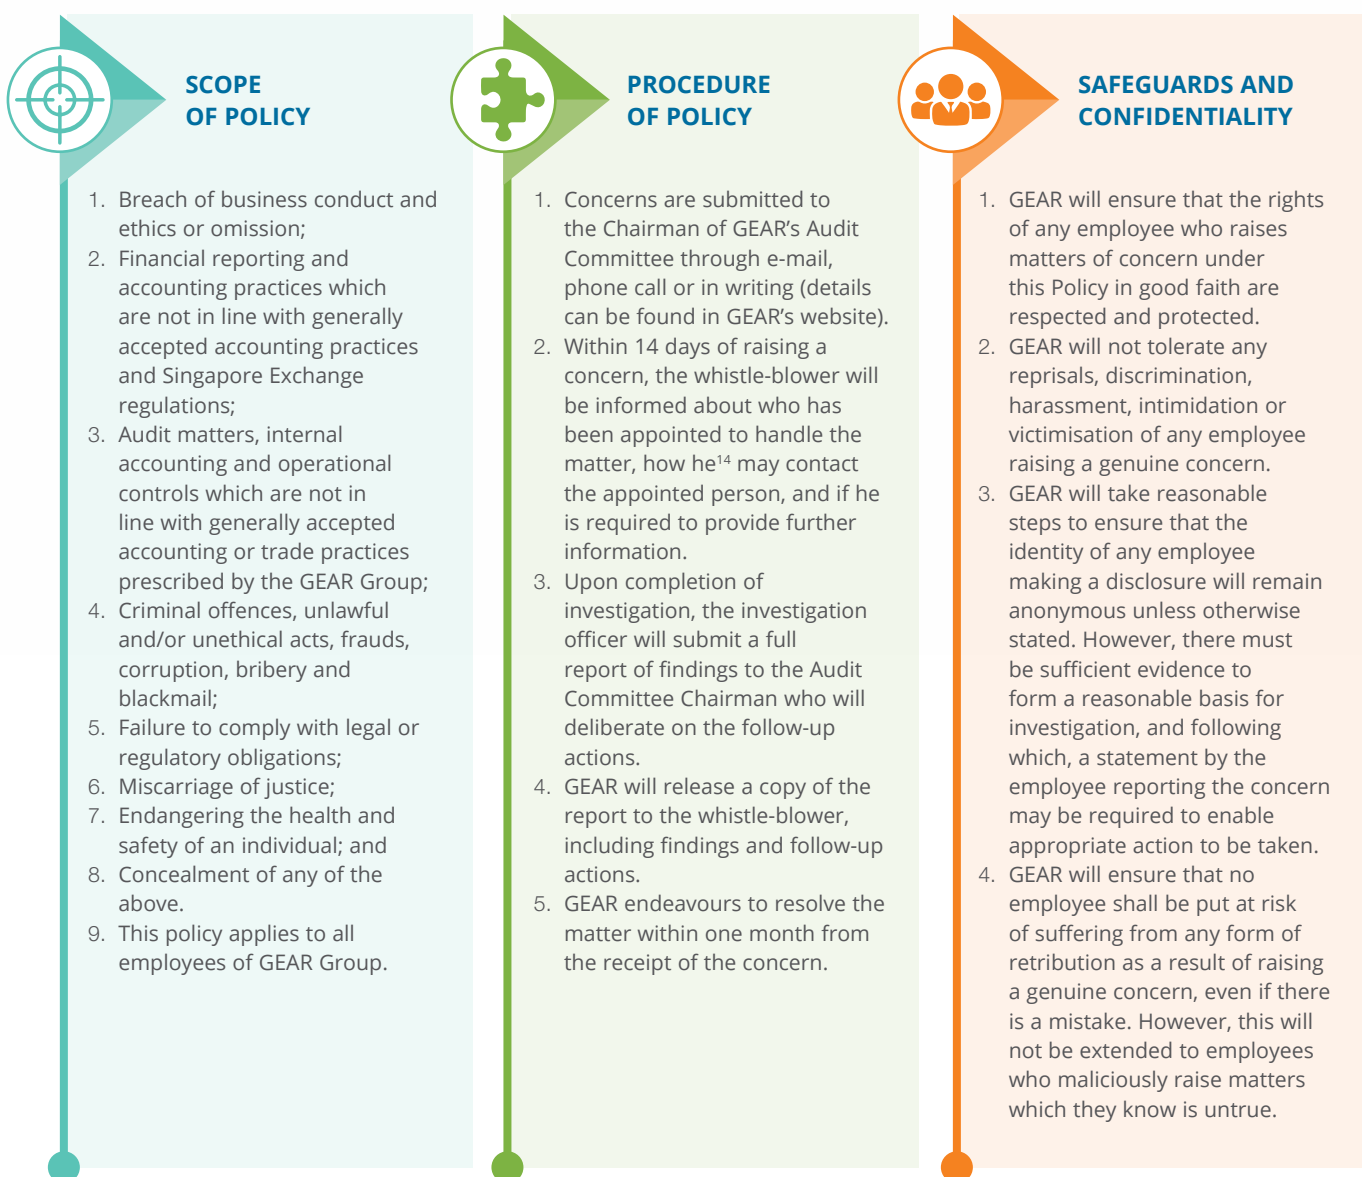 SCOPE
OF POLICY
1. Breach of business conduct and
ethics or omission;
2. Financial reporting and
accounting practices which
are not in line with generally
accepted accounting practices
and Singapore Exchange
regulations;
3. Audit matters, internal
accounting and operational
controls which are not in
line with generally accepted
accounting or trade practices
prescribed by the GEAR Group;
4. Criminal offences, unlawful
and/or unethical acts, frauds,
corruption, bribery and
blackmail;
5. Failure to comply with legal or
regulatory obligations;
6. Miscarriage of justice;
7. Endangering the health and
safety of an individual; and
8. Concealment of any of the
above.
9. This policy applies to all
employees of GEAR Group.
PROCEDURE
OF POLICY
1. Concerns are submitted to
the Chairman of GEAR’s Audit
Committee through e-mail,
phone call or in writing (details
can be found in GEAR’s website).
2. Within 14 days of raising a
concern, the whistle-blower will
be informed about who has
been appointed to handle the
matter, how he¹⁴ may contact
the appointed person, and if he
is required to provide further
information.
3. Upon completion of
investigation, the investigation
officer will submit a full
report of findings to the Audit
Committee Chairman who will
deliberate on the follow-up
actions.
4. GEAR will release a copy of the
report to the whistle-blower,
including findings and follow-up
actions.
5. GEAR endeavours to resolve the
matter within one month from
the receipt of the concern.
SAFEGUARDS AND
CONFIDENTIALITY
1. GEAR will ensure that the rights
of any employee who raises
matters of concern under
this Policy in good faith are
respected and protected.
2. GEAR will not tolerate any
reprisals, discrimination,
harassment, intimidation or
victimisation of any employee
raising a genuine concern.
3. GEAR will take reasonable
steps to ensure that the
identity of any employee
making a disclosure will remain
anonymous unless otherwise
stated. However, there must
be sufficient evidence to
form a reasonable basis for
investigation, and following
which, a statement by the
employee reporting the concern
may be required to enable
appropriate action to be taken.
4. GEAR will ensure that no
employee shall be put at risk
of suffering from any form of
retribution as a result of raising
a genuine concern, even if there
is a mistake. However, this will
not be extended to employees
who maliciously raise matters
which they know is untrue.